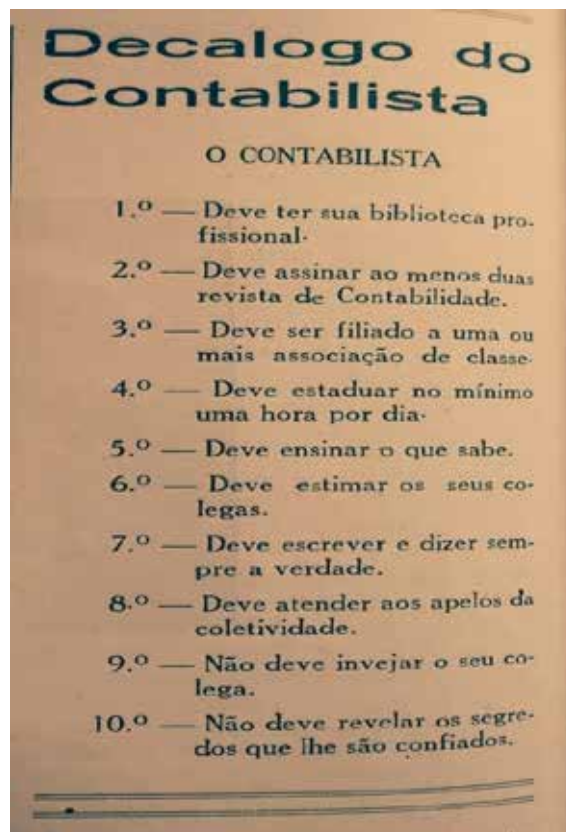 Decalogo do
Contabilista
O CONTABILISTA
1.º — Deve ter sua biblioteca pro-
fissional.
2.º — Deve assinar ao menos duas
revista de Contabilidade.
3.º — Deve ser filiado a uma ou
mais associação de classe.
4.º — Deve estaduar no mínimo
uma hora por dia.
5.º — Deve ensinar o que sabe.
6.º — Deve estimar os seus co-
legas.
7.º — Deve escrever e dizer sem-
pre a verdade.
8.º — Deve atender aos apelos da
coletividade.
9.º — Não deve invejar o seu co-
lega.
10.º — Não deve revelar os segre-
dos que lhe são confiados.